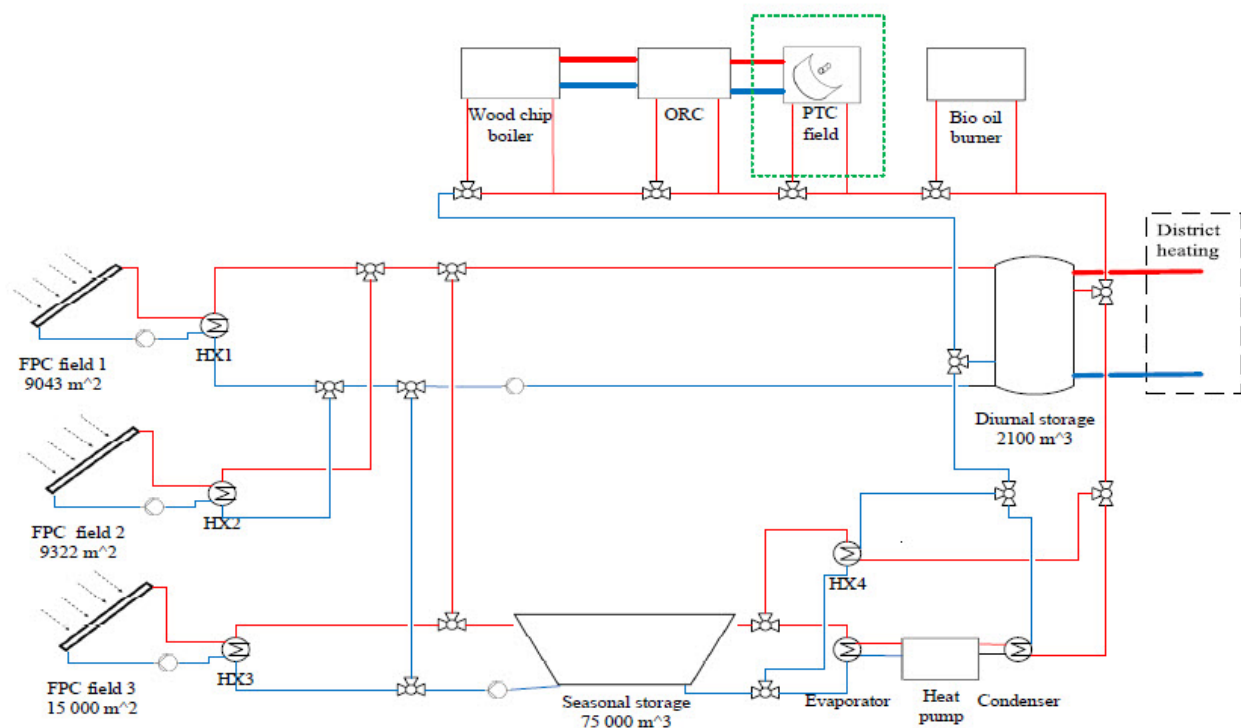 Wood chip
boiler
ORC
PTC
field
Bio oil
burner
District
heating
FPC field 1
9043 m^2
HX1
Diurnal storage
2100 m^3
FPC field 2
9322 m^2
HX2
HX4
FPC field 3
15 000 m^2
HX3
Seasonal storage
75 000 m^3
Evaporator
Heat
pump
Condenser